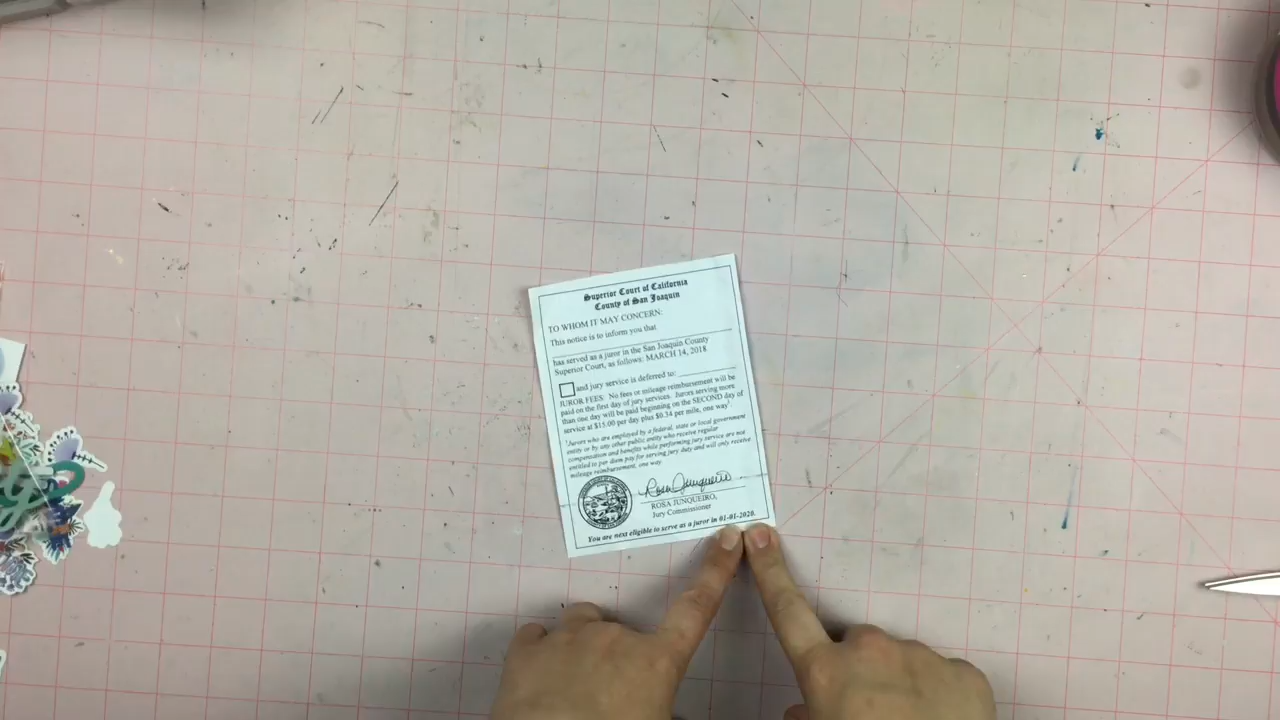 Superior Court of California
County of San Joaquin
TO WHOM IT MAY CONCERN:
This notice is to inform you that
has served as a juror in the San Joaquin County
Superior Court, as follows: MARCH 14, 2018
and jury service is deferred to:
JUROR FEES: No fees or mileage reimbursement will be
paid on the first day of jury services. Jurors serving more
than one day will be paid beginning on the SECOND day of
service at $15.00 per day plus $0.34 per mile, one way¹
¹Jurors who are employed by a federal, state or local government
entity or by any other public entity who receive regular
compensation and benefits while performing jury service are not
entitled to per diem pay for serving jury duty and will only receive
mileage reimbursement, one way
Rosa Junqueiro
ROSA JUNQUEIRO,
Jury Commissioner
You are next eligible to serve as a juror in 01-01-2020.